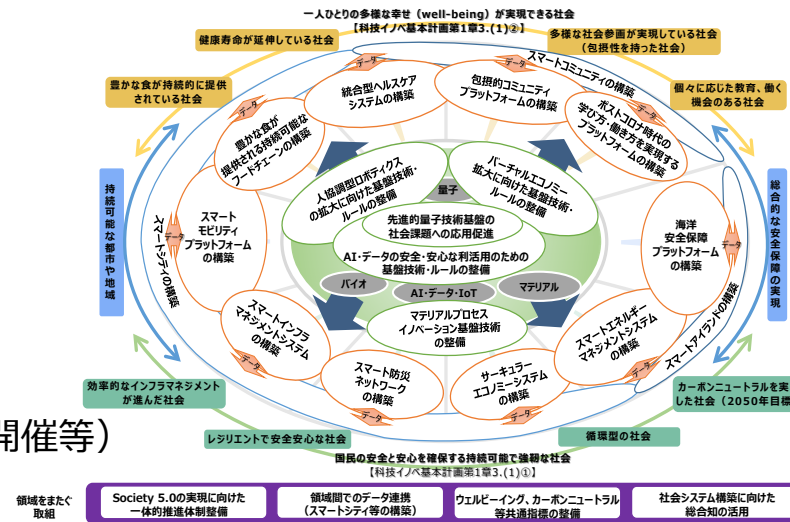 一人ひとりの多様な幸せ（well-being）が実現できる社会
【科技イノベ基本計画第1章3.(1)②】
健康寿命が延伸している社会
多様な社会参画が実現している社会
（包摂性を持った社会）
豊かな食が持続的に提供
されている社会
個々に応じた教育、働く
機会のある社会
スマートコミュニティの構築
データ
統合型ヘルスケア
システムの構築
データ
包摂的コミュニティ
プラットフォームの構築
データ
豊かな食が
提供される持続可能な
フードチェーンの構築
データ
ポストコロナ時代の
学び方・働き方を実現する
プラットフォームの構築
人協調型ロボティクス
の拡大に向けた基盤技術・
ルールの整備
バーチャルエコノミー
拡大に向けた基盤技術・
ルールの整備
量子
先進的量子技術基盤の
社会課題への応用促進
AI・データの安全・安心な利活用のための
基盤技術・ルールの整備
バイオ
AI・データ・IoT
マテリアル
マテリアルプロセス
イノベーション基盤技術
の整備
持続可能な都市や地域
スマートシティの構築
データ
スマート
モビリティ
プラットフォーム
の構築
海洋
安全保障
プラットフォーム
の構築
データ
総合的な安全保障の実現
スマートアイランドの構築
スマートインフラ
マネジメントシステム
の構築
データ
スマートエネルギー
マネジメントシステム
の構築
データ
スマート防災
ネットワーク
の構築
データ
サーキュラー
エコノミーシステム
の構築
データ
効率的なインフラマネジメント
が進んだ社会
カーボンニュートラルを実
した社会（2050年目標
レジリエントで安全安心な社会
循環型の社会
開催等）
国民の安全と安心を確保する持続可能で強靭な社会
【科技イノベ基本計画第1章3.(1)①】
領域をまたぐ
取組
Society 5.0の実現に向けた
一体的推進体制整備
領域間でのデータ連携
（スマートシティ等の構築）
ウェルビーイング、カーボンニュートラル
等共通指標の整備
社会システム構築に向けた
総合知の活用